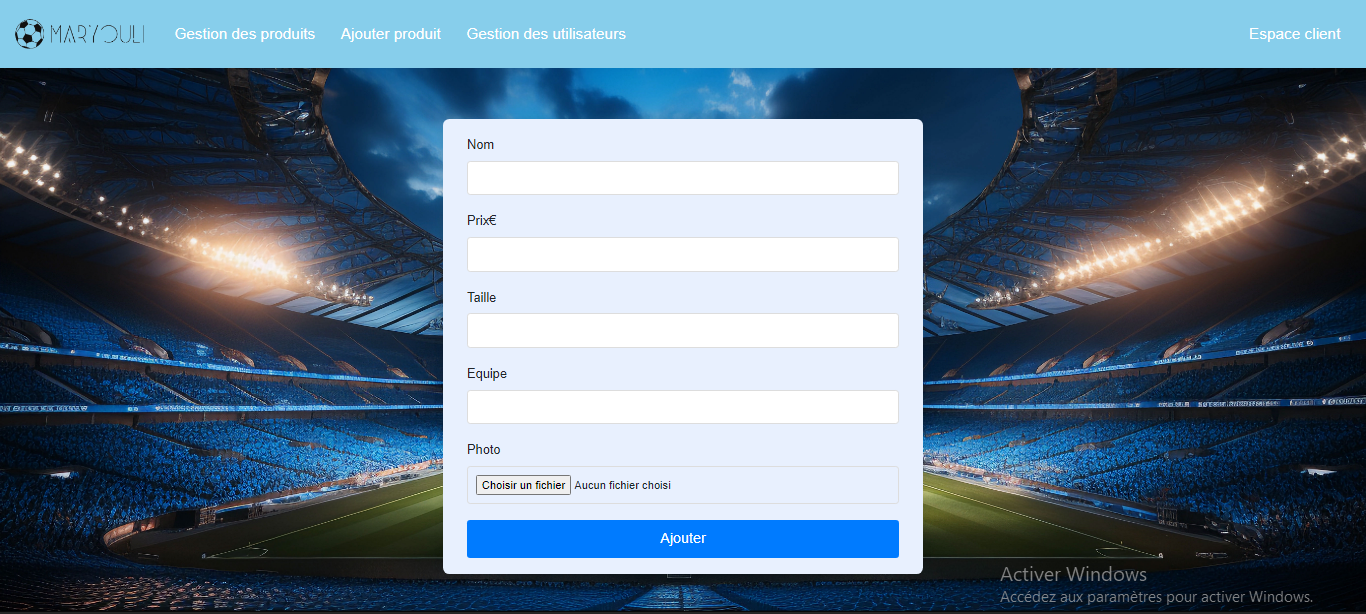 MARYOULI
Gestion des produits
Ajouter produit
Gestion des utilisateurs
Espace client
Nom
Prix€
Taille
Equipe
Photo
Choisir un fichier Aucun fichier choisi
Ajouter
Activer Windows
Accédez aux paramètres pour activer Windows.